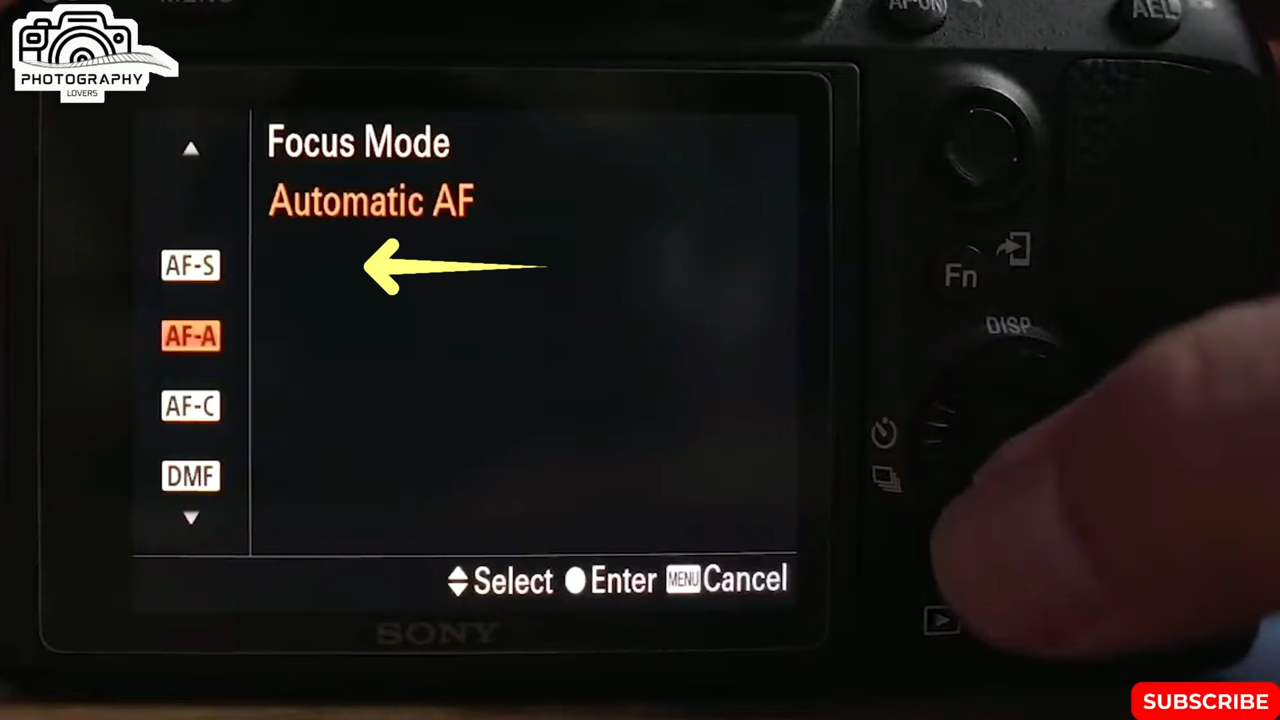 MENU
AF-ON
AEL
PHOTOGRAPHY
LOVERS
Focus Mode
Automatic AF
AF-S
AF-A
AF-C
DMF
Fn
DISP
Select Enter MENU Cancel
SONY
SUBSCRIBE